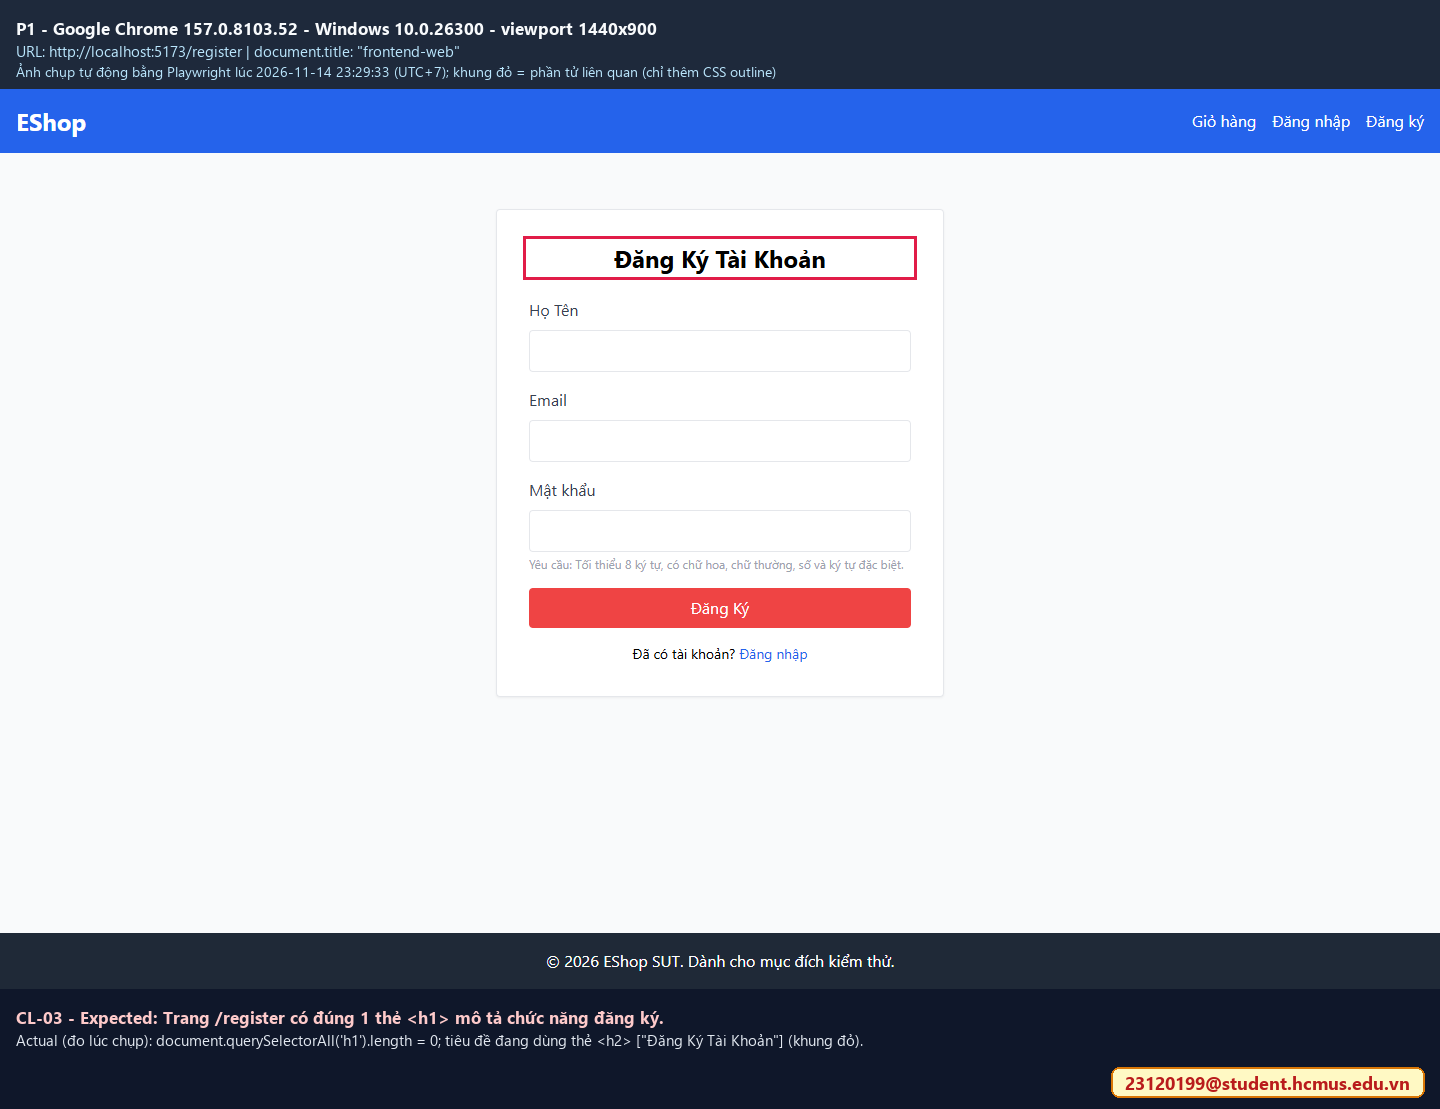 P1 - Google Chrome 157.0.8103.52 - Windows 10.0.26300 - viewport 1440x900
URL: http://localhost:5173/register | document.title: "frontend-web"
Ảnh chụp tự động bằng Playwright lúc 2026-11-14 23:29:33 (UTC+7); khung đỏ = phần tử liên quan (chỉ thêm CSS outline)
EShop
Giỏ hàng Đăng nhập Đăng ký
Đăng Ký Tài Khoản
Họ Tên
Email
Mật khẩu
Yêu cầu: Tối thiểu 8 ký tự, có chữ hoa, chữ thường, số và ký tự đặc biệt.
Đăng Ký
Đã có tài khoản? Đăng nhập
© 2026 EShop SUT. Dành cho mục đích kiểm thử.
CL-03 - Expected: Trang /register có đúng 1 thẻ <h1> mô tả chức năng đăng ký.
Actual (đo lúc chụp): document.querySelectorAll('h1').length = 0; tiêu đề đang dùng thẻ <h2> ["Đăng Ký Tài Khoản"] (khung đỏ).
23120199@student.hcmus.edu.vn